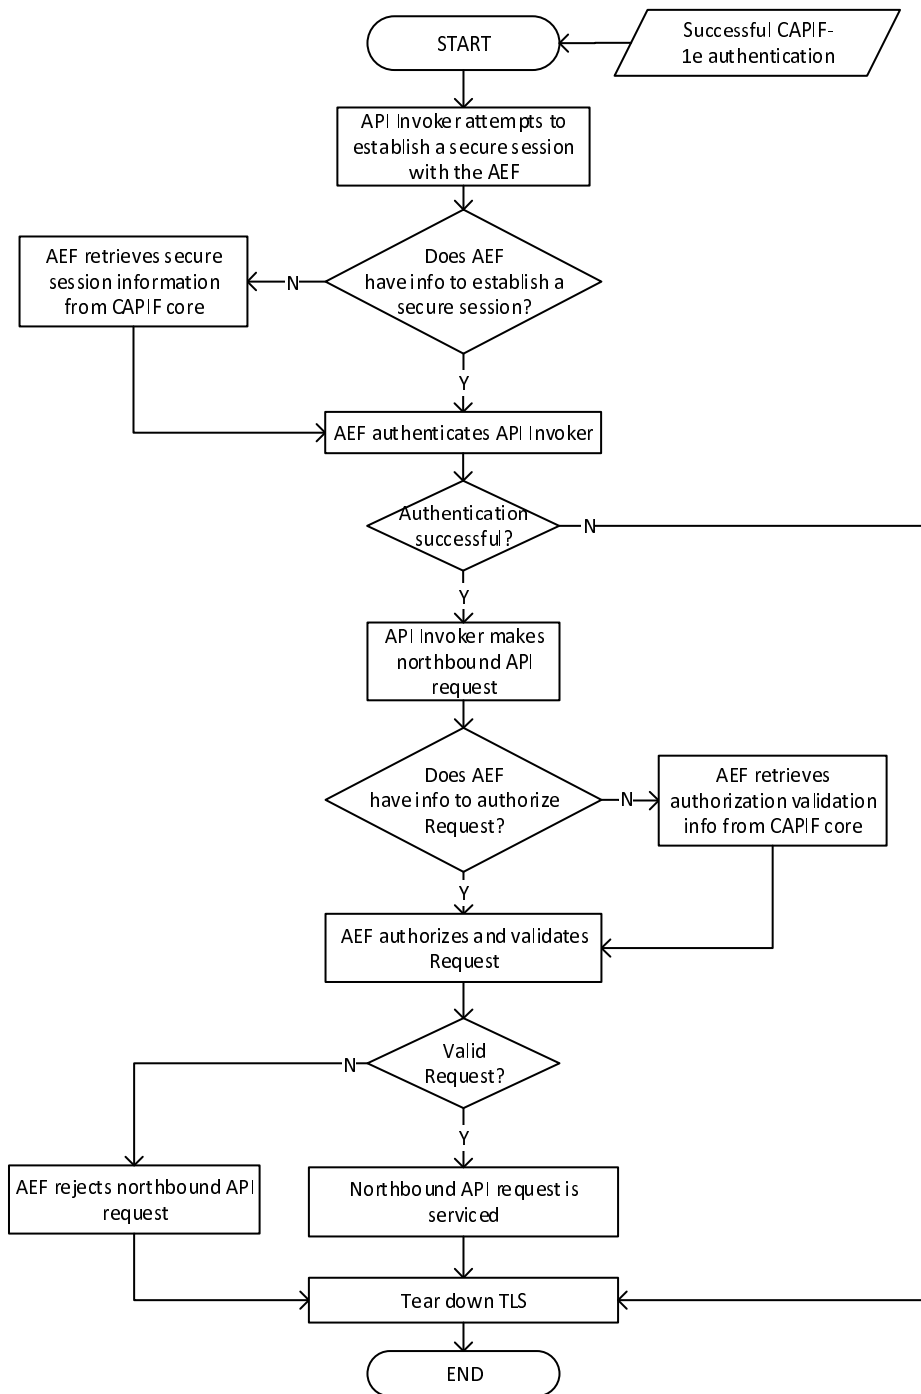 START
Successful CAPIF-
1e authentication
API Invoker attempts to
establish a secure session
with the AEF
Does AEF
have info to establish a
secure session?
N
AEF retrieves secure
session information
from CAPIF core
Y
AEF authenticates API Invoker
Authentication
successful?
N
Y
API Invoker makes
northbound API
request
Does AEF
have info to authorize
Request?
N
AEF retrieves
authorization validation
info from CAPIF core
Y
AEF authorizes and validates
Request
Valid
Request?
N
Y
AEF rejects northbound API
request
Northbound API request is
serviced
Tear down TLS
END